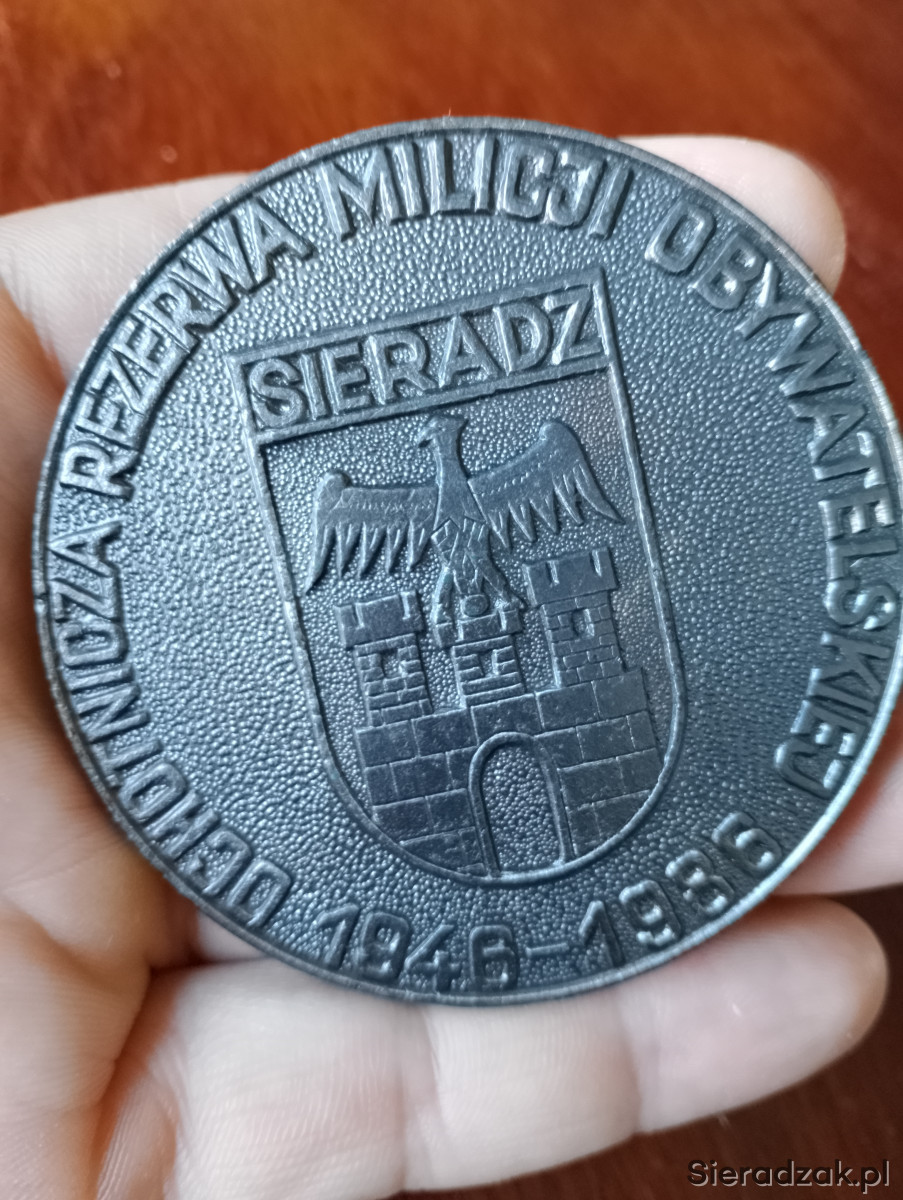 OCHOTNICZA REZERWA MILICJI OBYWATELSKIEJ
SIERADZ
1946-1986
Sieradzak.pl